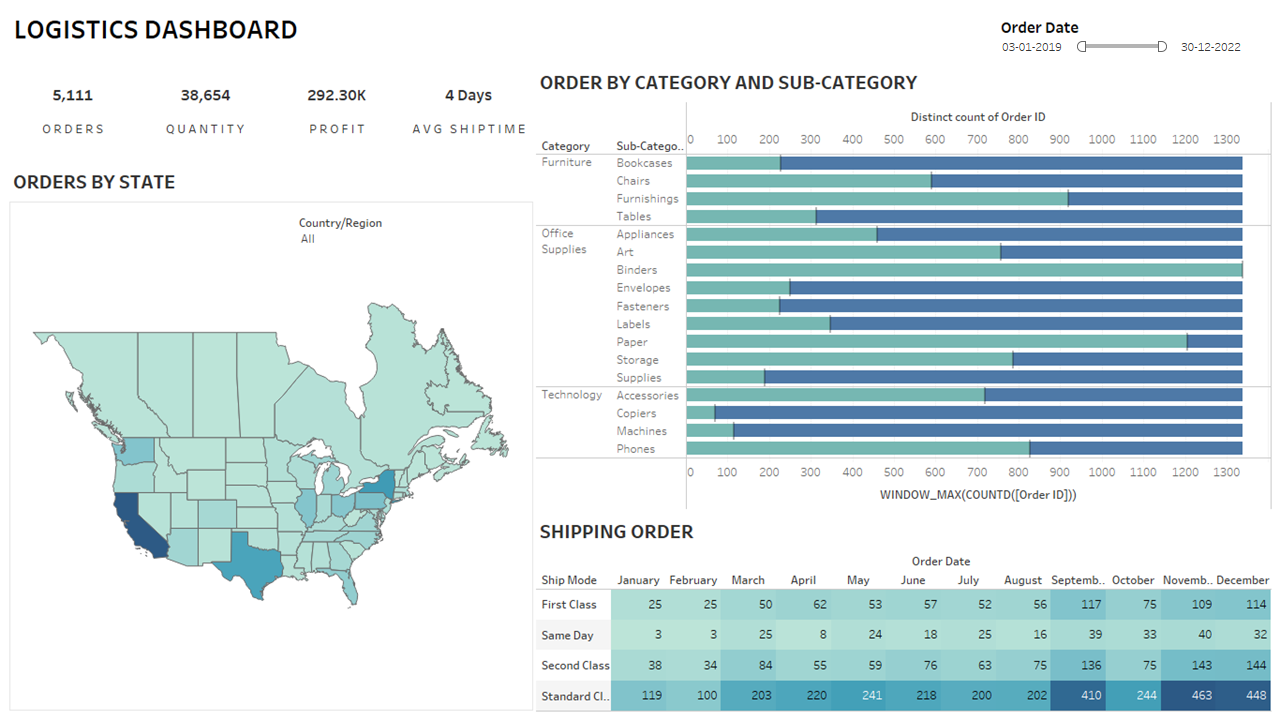 LOGISTICS DASHBOARD
Order Date
03-01-2019 30-12-2022
5,111 38,654 292.30K 4 Days
ORDERS QUANTITY PROFIT AVG SHIPTIME
ORDERS BY STATE
Country/Region
All
ORDER BY CATEGORY AND SUB-CATEGORY
Distinct count of Order ID
0 100 200 300 400 500 600 700 800 900 1000 1100 1200 1300
Category Sub-Catego..
Furniture Bookcases
Chairs
Furnishings
Tables
Office Supplies Appliances
Art
Binders
Envelopes
Fasteners
Labels
Paper
Storage
Supplies
Technology Accessories
Copiers
Machines
Phones
0 100 200 300 400 500 600 700 800 900 1000 1100 1200 1300
WINDOW_MAX(COUNTD([Order ID]))
SHIPPING ORDER
Order Date
Ship Mode January February March April May June July August Septemb.. October Novemb.. December
First Class 25 25 50 62 53 57 52 56 117 75 109 114
Same Day 3 3 25 8 24 18 25 16 39 33 40 32
Second Class 38 34 84 55 59 76 63 75 136 75 143 144
Standard Cl.. 119 100 203 220 241 218 200 202 410 244 463 448